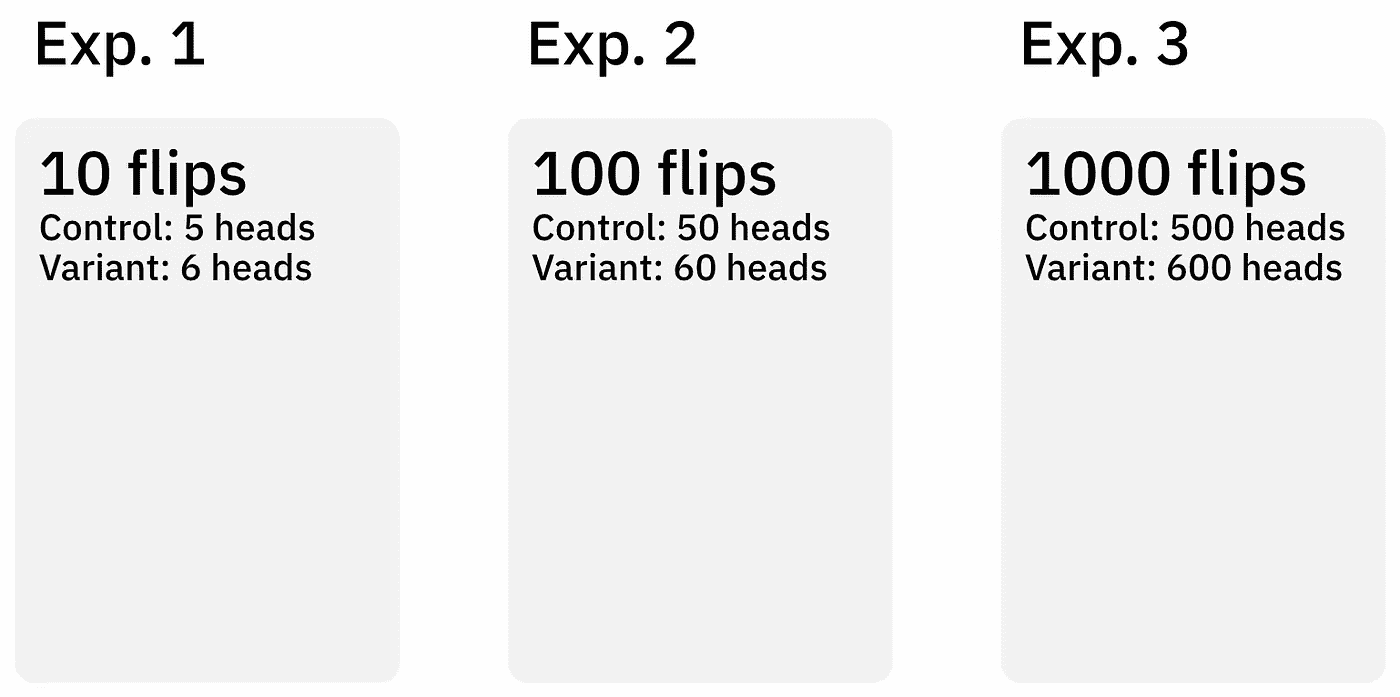 Exp. 1
10 flips
Control: 5 heads
Variant: 6 heads
Exp. 2
100 flips
Control: 50 heads
Variant: 60 heads
Exp. 3
1000 flips
Control: 500 heads
Variant: 600 heads